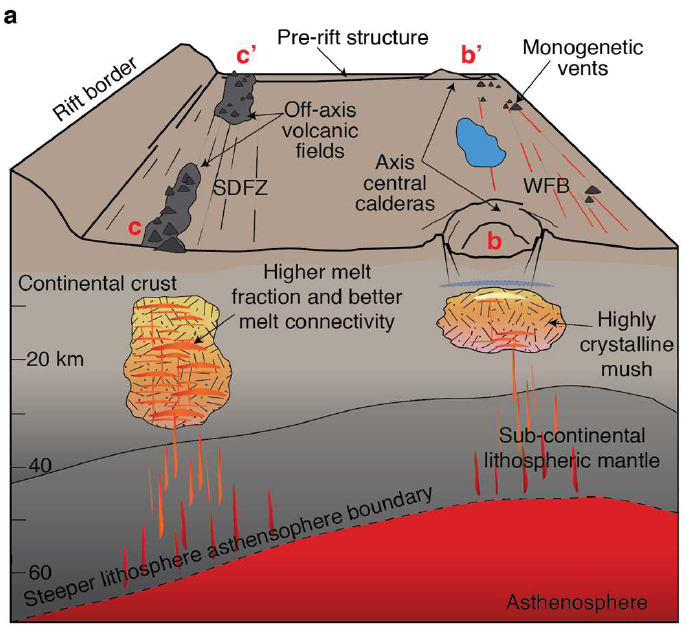 a
c'
Pre-rift structure
b'
Monogenetic
vents
Rift border
Off-axis
volcanic
fields
Axis
central
calderas
SDFZ
WFB
c
b
Continental crust
Higher melt
fraction and better
melt connectivity
Highly
crystalline
mush
20 km
Sub-continental
lithospheric mantle
40
Steeper lithosphere asthensophere boundary
60
Asthenosphere